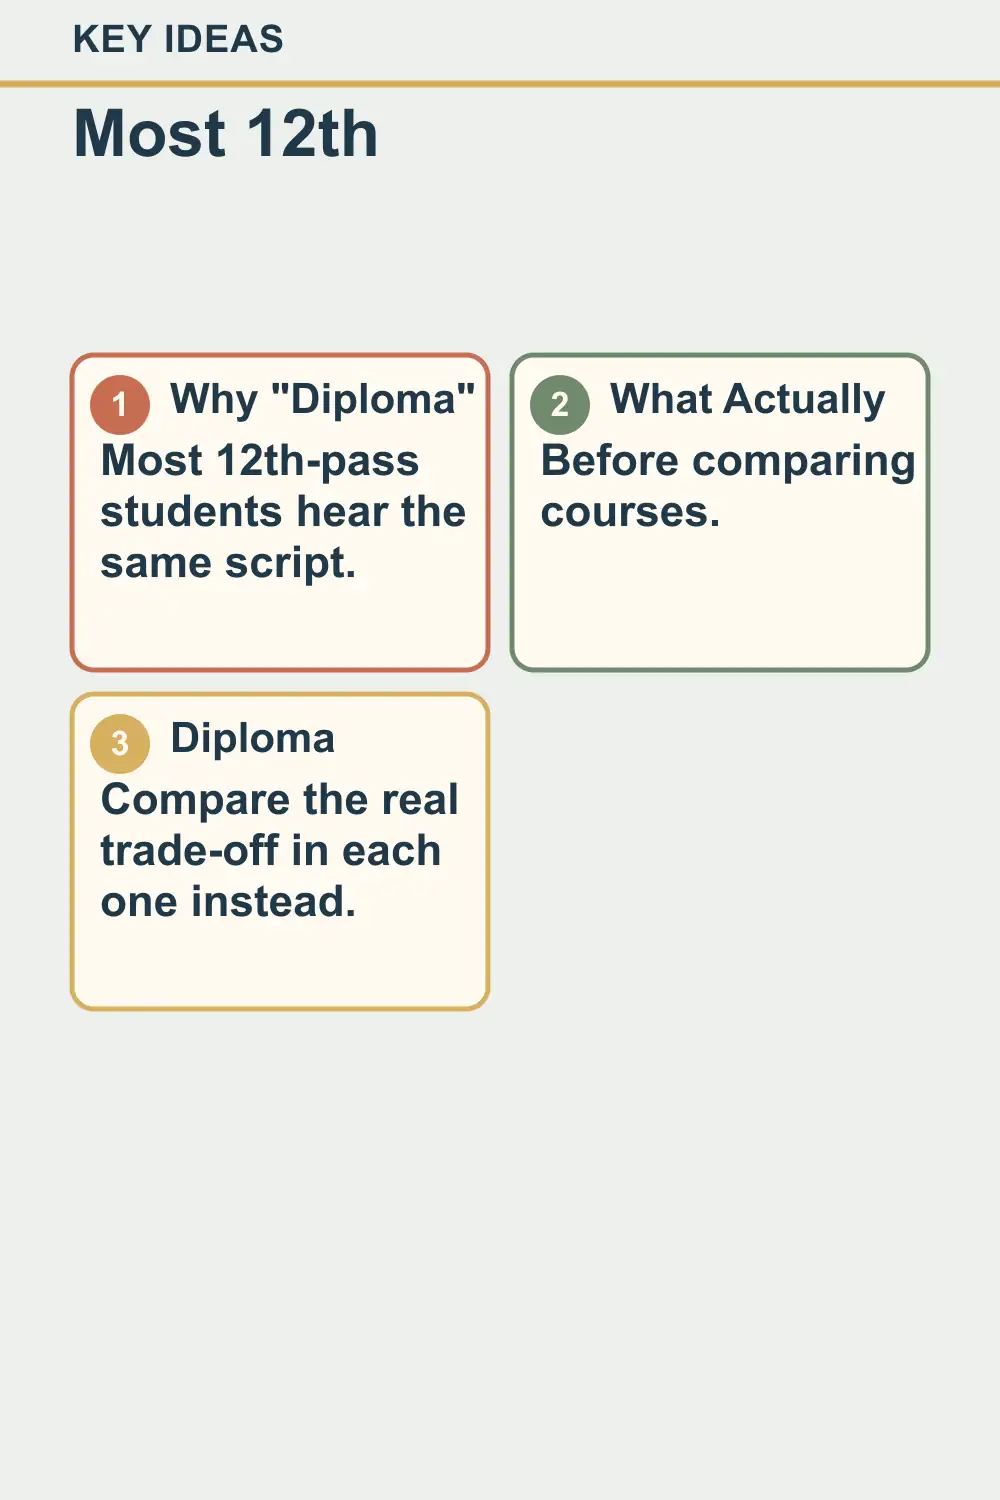 KEY IDEAS
Most 12th
1
Why "Diploma"
Most 12th-pass
students hear the
same script.
2
What Actually
Before comparing
courses.
3
Diploma
Compare the real
trade-off in each
one instead.